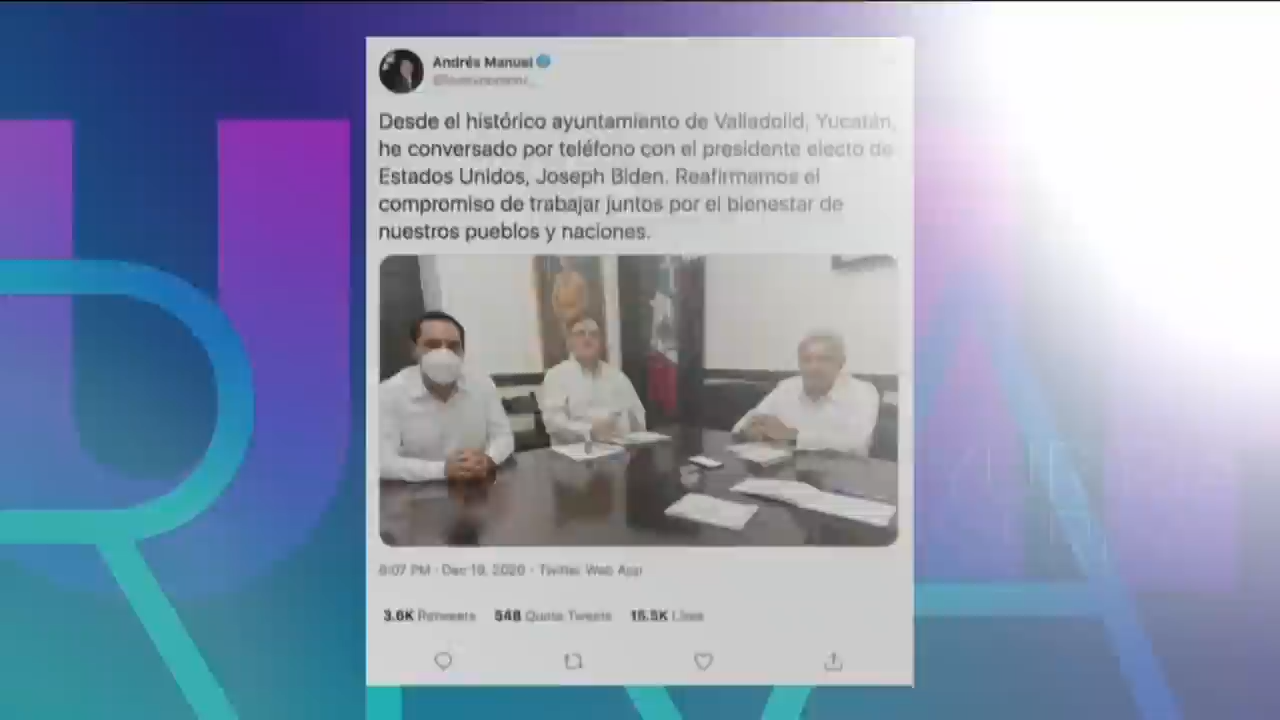 Andrés Manuel
Desde el histórico ayuntamiento de Valladolid, Yucatán,
he conversado por teléfono con el presidente electo de
Estados Unidos, Joseph Biden. Reafirmamos el
compromiso de trabajar juntos por el bienestar de
nuestros pueblos y naciones.
6:07 PM · Dec 19, 2020 · Twitter Web App
3.6K Retweets 548 Quote Tweets 15.5K Likes